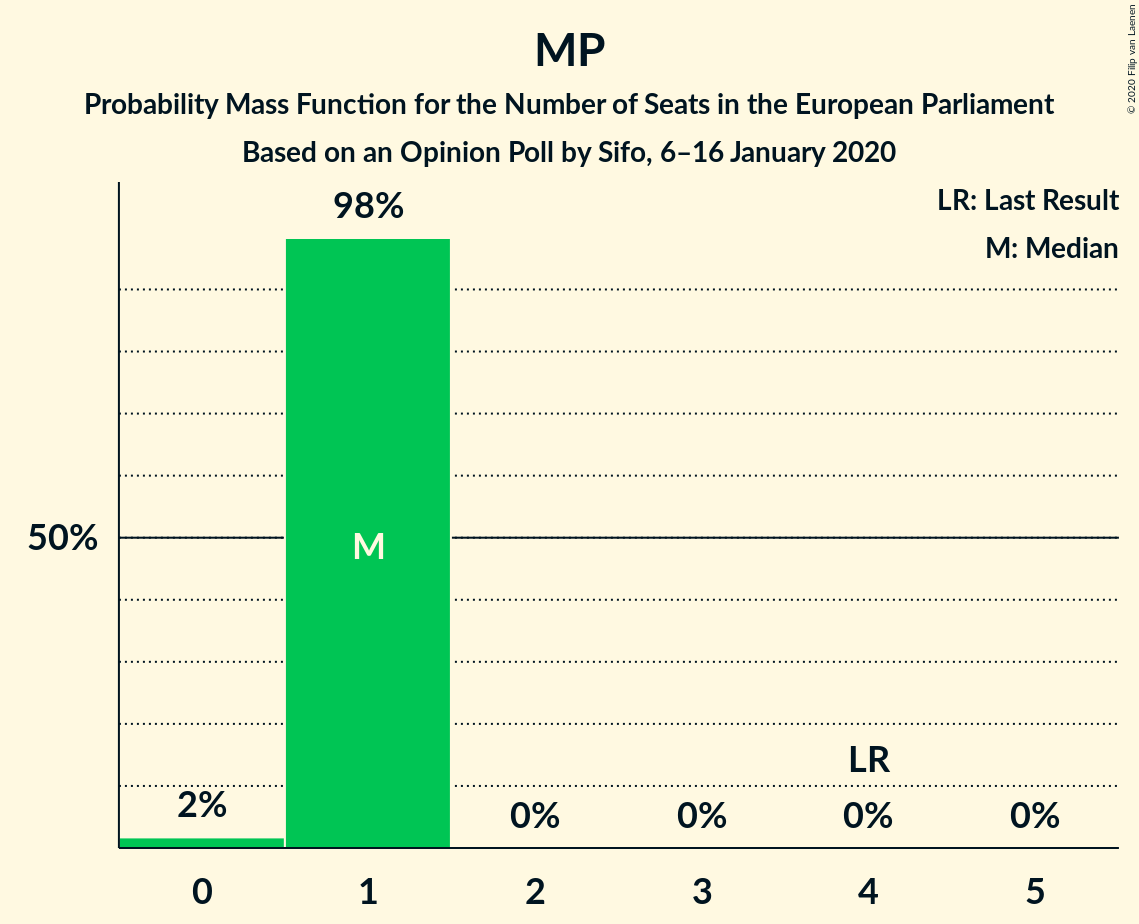 MP
Probability Mass Function for the Number of Seats in the European Parliament
Based on an Opinion Poll by Sifo, 6–16 January 2020
© 2020 Filip van Laenen
LR: Last Result
M: Median
98%
50%
M
LR
2%
0%
0%
0%
0%
0
1
2
3
4
5